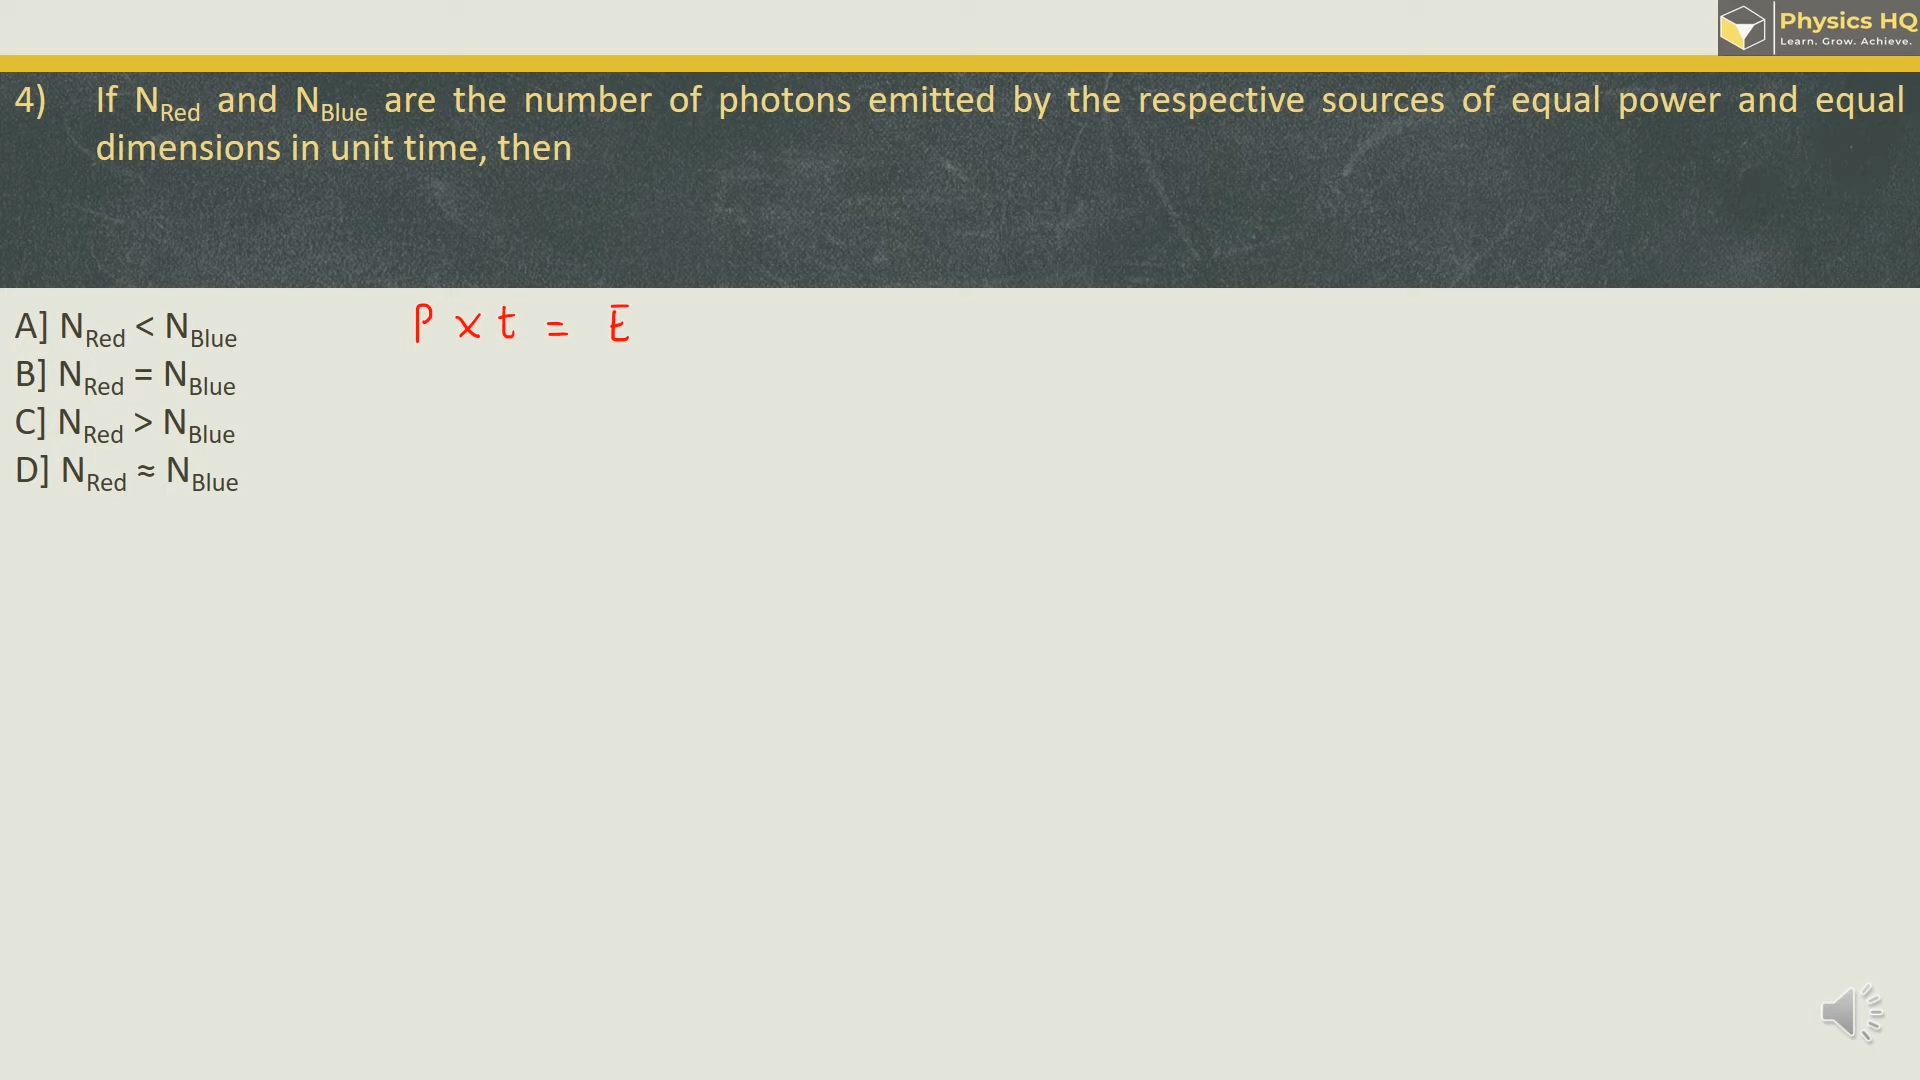 Physics HQ
Learn. Grow. Achieve.
4) If NRed and NBlue are the number of photons emitted by the respective sources of equal power and equal
dimensions in unit time, then
A] NRed < NBlue
B] NRed = NBlue
C] NRed > NBlue
D] NRed ≈ NBlue
P x t = E